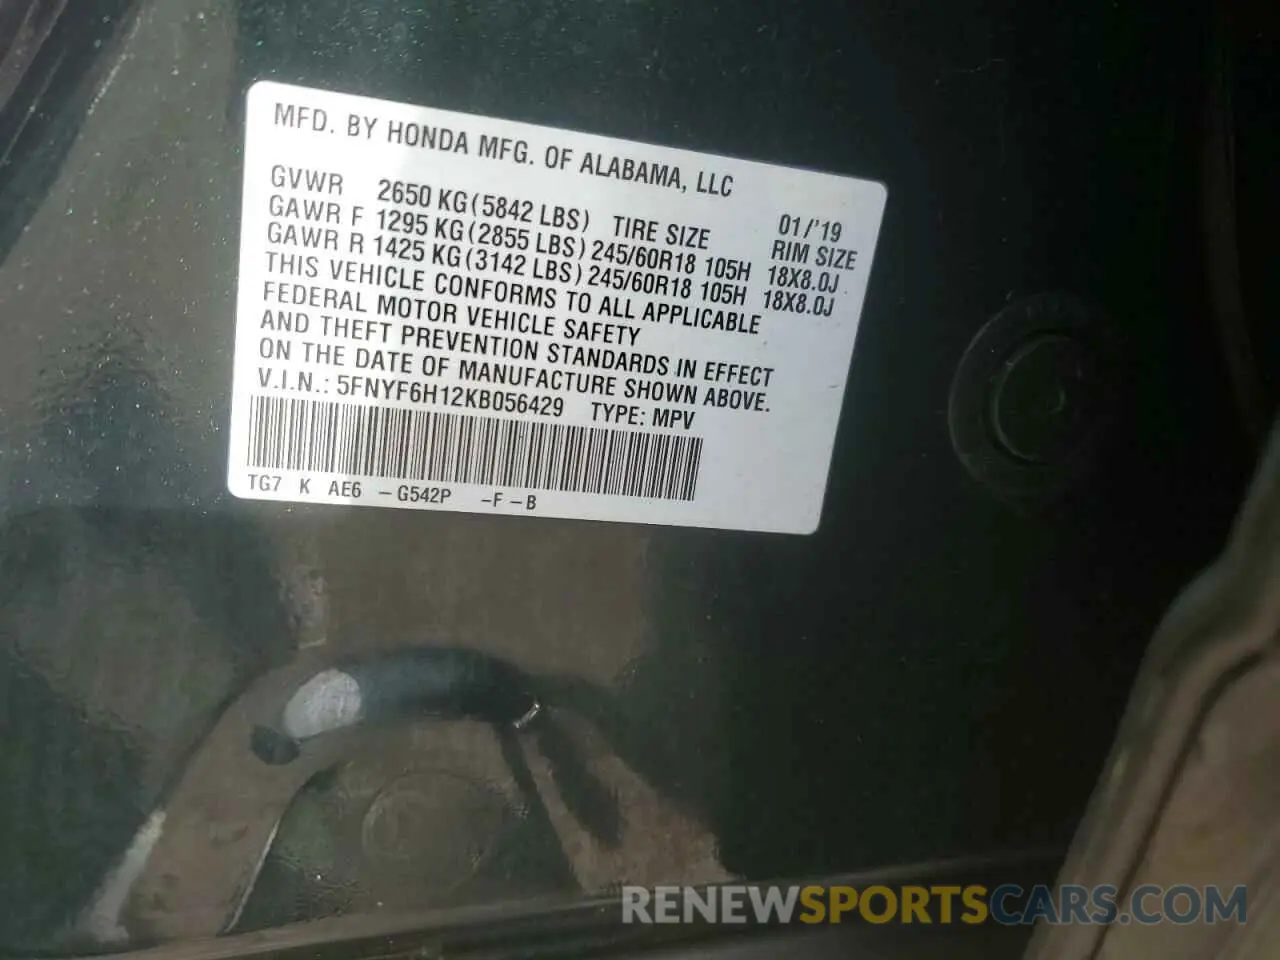 MFD. BY HONDA MFG. OF ALABAMA, LLC
01/'19
GVWR 2650 KG (5842 LBS) TIRE SIZE RIM SIZE
GAWR F 1295 KG (2855 LBS) 245/60R18 105H 18X8.0J
GAWR R 1425 KG (3142 LBS) 245/60R18 105H 18X8.0J
THIS VEHICLE CONFORMS TO ALL APPLICABLE
FEDERAL MOTOR VEHICLE SAFETY
AND THEFT PREVENTION STANDARDS IN EFFECT
ON THE DATE OF MANUFACTURE SHOWN ABOVE.
V.I.N.: 5FNYF6H12KB056429 TYPE: MPV
TG7 K AE6 -G542P -F -B
RENEWSPORTSCARS.COM